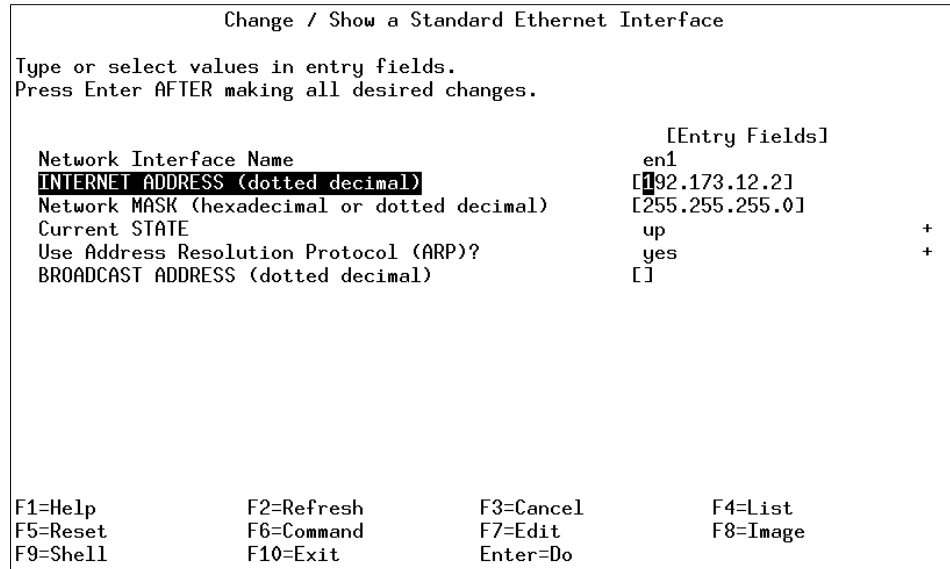 Change / Show a Standard Ethernet Interface
Type or select values in entry fields.
Press Enter AFTER making all desired changes.
[Entry Fields]
Network Interface Name en1
INTERNET ADDRESS (dotted decimal) [192.173.12.2]
Network MASK (hexadecimal or dotted decimal) [255.255.255.0]
Current STATE up +
Use Address Resolution Protocol (ARP)? yes +
BROADCAST ADDRESS (dotted decimal) []
F1=Help F2=Refresh F3=Cancel F4=List
F5=Reset F6=Command F7=Edit F8=Image
F9=Shell F10=Exit Enter=Do